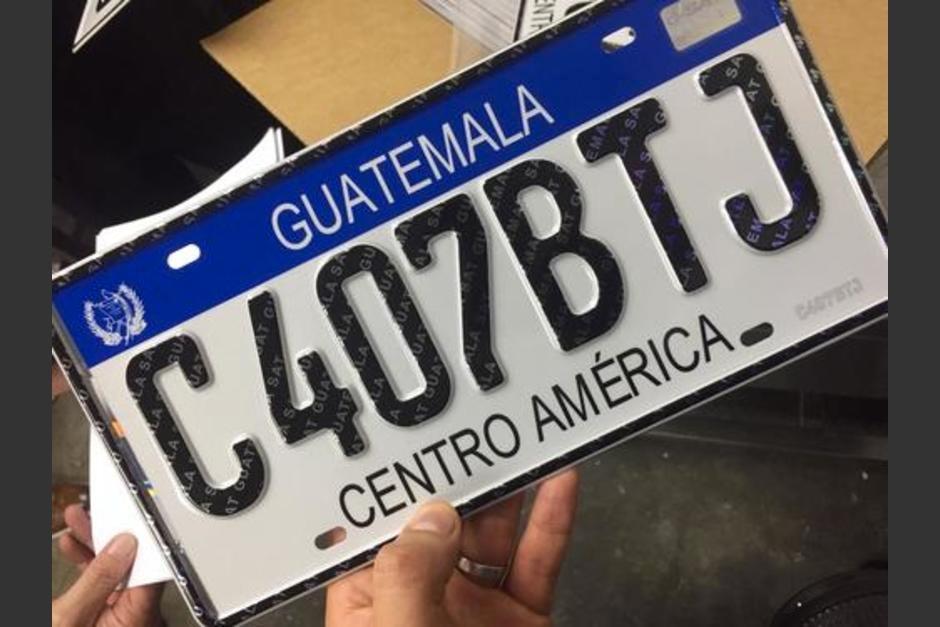 GUATEMALA
C407BTJ
CENTRO AMÉRICA
C407BTJ